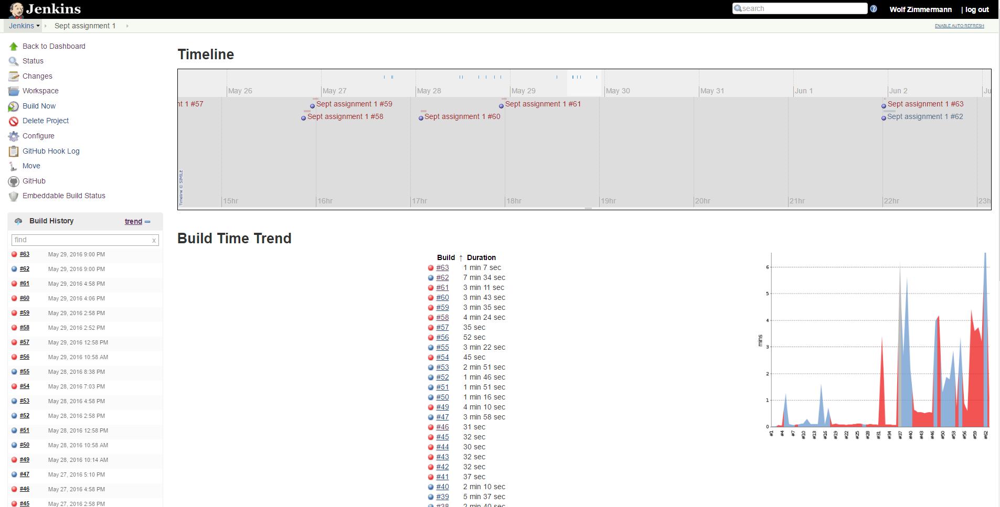 Jenkins
search
Wolf Zimmermann
| log out
Jenkins
Sept assignment 1
ENABLE AUTO REFRESH
Back to Dashboard
Status
Changes
Workspace
Build Now
Delete Project
Configure
GitHub Hook Log
Move
GitHub
Embeddable Build Status
Build History
trend
find
x
#63 May 29, 2016 9:00 PM
#62 May 29, 2016 9:00 PM
#61 May 29, 2016 4:58 PM
#60 May 29, 2016 4:06 PM
#59 May 29, 2016 2:58 PM
#58 May 29, 2016 2:52 PM
#57 May 29, 2016 12:58 PM
#56 May 29, 2016 10:58 AM
#55 May 28, 2016 8:38 PM
#54 May 28, 2016 7:03 PM
#53 May 28, 2016 4:58 PM
#52 May 28, 2016 2:58 PM
#51 May 28, 2016 12:58 PM
#50 May 28, 2016 10:58 AM
#49 May 28, 2016 10:14 AM
#47 May 27, 2016 5:10 PM
#46 May 27, 2016 4:58 PM
#45 May 27, 2016 2:58 PM
Timeline
May 26 May 27 May 28 May 29 May 30 May 31 Jun 1 Jun 2 Ju
nt 1 #57 Sept assignment 1 #59 Sept assignment 1 #61 Sept assignment 1 #63
Sept assignment 1 #58 Sept assignment 1 #60 Sept assignment 1 #62
Timeline © SIMILE
15hr 16hr 17hr 18hr 19hr 20hr 21hr 22hr 23h
Build Time Trend
Build ↑ Duration
#63 1 min 7 sec
#62 7 min 34 sec
#61 3 min 11 sec
#60 3 min 43 sec
#59 3 min 35 sec
#58 4 min 24 sec
#57 35 sec
#56 52 sec
#55 3 min 22 sec
#54 45 sec
#53 2 min 51 sec
#52 1 min 46 sec
#51 1 min 51 sec
#50 1 min 16 sec
#49 4 min 10 sec
#47 3 min 58 sec
#46 31 sec
#45 32 sec
#44 30 sec
#43 32 sec
#42 32 sec
#41 37 sec
#40 2 min 10 sec
#39 5 min 37 sec
#38 2 min 40 sec
6
5
4
3
2
1
0
mins
#1 #4 #7 #10 #13 #16 #19 #22 #25 #28 #31 #34 #37 #40 #43 #46 #50 #53 #56 #59 #62